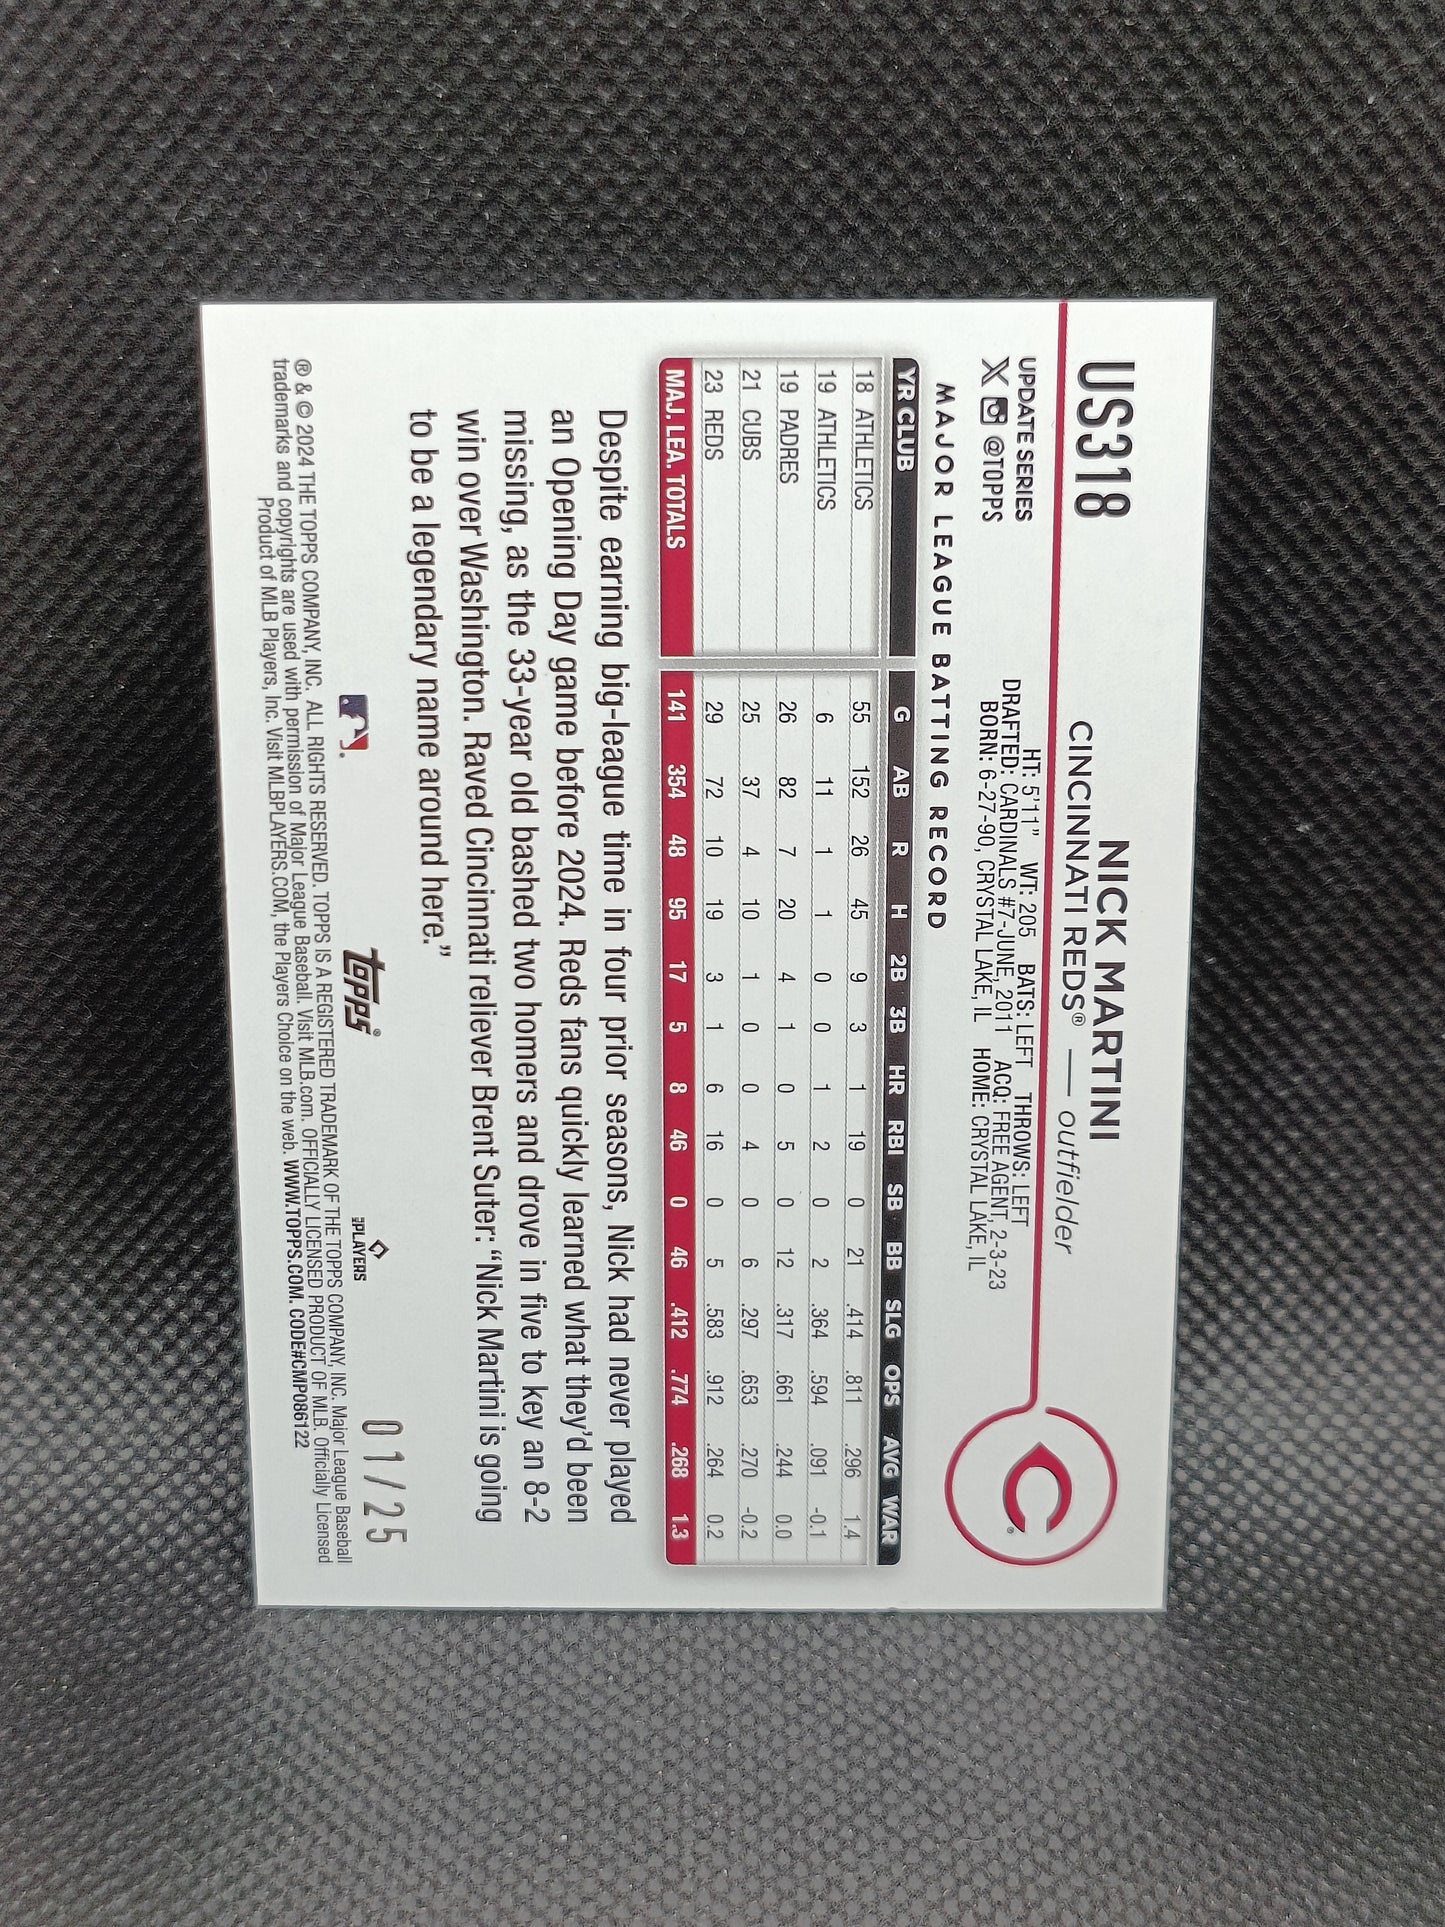 US318
NICK MARTINI
CINCINNATI REDS® — outfielder
UPDATE SERIES
X @TOPPS
HT: 5'11" WT: 205 BATS: LEFT THROWS: LEFT
DRAFTED: CARDINALS #7-JUNE, 2011 ACQ: FREE AGENT, 2-3-23
BORN: 6-27-90, CRYSTAL LAKE, IL HOME: CRYSTAL LAKE, IL
C®
MAJOR LEAGUE BATTING RECORD
YR CLUB G AB R H 2B 3B HR RBI SB BB SLG OPS AVG WAR
18 ATHLETICS 55 152 26 45 9 3 1 19 0 21 .414 .811 .296 1.4
19 ATHLETICS 6 11 1 1 0 0 1 2 0 2 .364 .594 .091 -0.1
19 PADRES 26 82 7 20 4 1 0 5 0 12 .317 .661 .244 0.0
21 CUBS 25 37 4 10 1 0 0 4 0 6 .297 .653 .270 -0.2
23 REDS 29 72 10 19 3 1 6 16 0 5 .583 .912 .264 0.2
MAJ. LEA. TOTALS 141 354 48 95 17 5 8 46 0 46 .412 .774 .268 1.3
Despite earning big-league time in four prior seasons, Nick had never played
an Opening Day game before 2024. Reds fans quickly learned what they'd been
missing, as the 33-year old bashed two homers and drove in five to key an 8-2
win over Washington. Raved Cincinnati reliever Brent Suter: “Nick Martini is going
to be a legendary name around here.”
01/25
topps®
PLAYERS
® & © 2024 THE TOPPS COMPANY, INC. ALL RIGHTS RESERVED. TOPPS IS A REGISTERED TRADEMARK OF THE TOPPS COMPANY, INC. Major League Baseball
trademarks and copyrights are used with permission of Major League Baseball. Visit MLB.com. OFFICIALLY LICENSED PRODUCT OF MLB. Officially Licensed
Product of MLB Players, Inc. Visit MLBPLAYERS.COM, the Players Choice on the web. WWW.TOPPS.COM. CODE#CMP086122